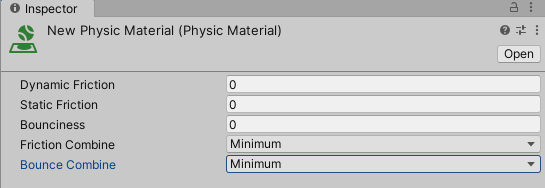 Inspector
New Physic Material (Physic Material)
Open
Dynamic Friction 0
Static Friction 0
Bounciness 0
Friction Combine Minimum
Bounce Combine Minimum